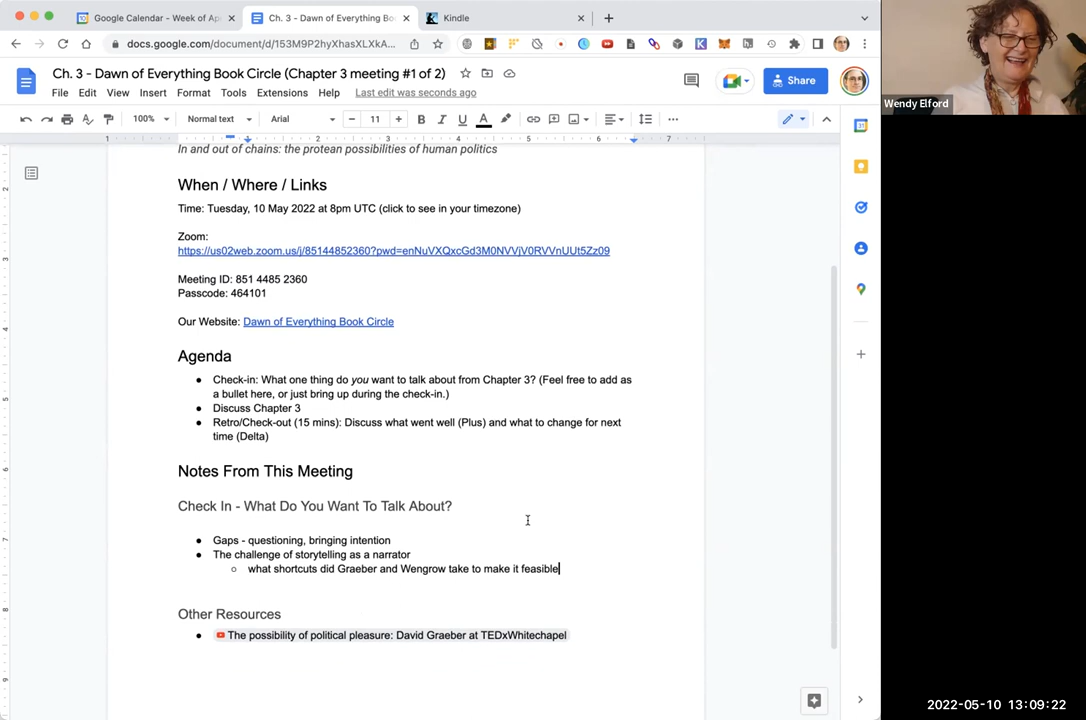 Google Calendar - Week of Ap
Ch. 3 - Dawn of Everything Bo
Kindle
docs.google.com/document/d/153M9P2hyXhasXLXkA...
Ch. 3 - Dawn of Everything Book Circle (Chapter 3 meeting #1 of 2)
Share
File Edit View Insert Format Tools Extensions Help Last edit was seconds ago
100% Normal text Arial 11
1 1 2 3 4 5 6 7
In and out of chains: the protean possibilities of human politics
When / Where / Links
Time: Tuesday, 10 May 2022 at 8pm UTC (click to see in your timezone)
Zoom:
https://us02web.zoom.us/j/85144852360?pwd=enNuVXQxcGd3M0NVVjV0RVVnUUt5Zz09
Meeting ID: 851 4485 2360
Passcode: 464101
Our Website: Dawn of Everything Book Circle
Agenda
Check-in: What one thing do you want to talk about from Chapter 3? (Feel free to add as
a bullet here, or just bring up during the check-in.)
Discuss Chapter 3
Retro/Check-out (15 mins): Discuss what went well (Plus) and what to change for next
time (Delta)
Notes From This Meeting
Check In - What Do You Want To Talk About?
Gaps - questioning, bringing intention
The challenge of storytelling as a narrator
what shortcuts did Graeber and Wengrow take to make it feasible
Other Resources
The possibility of political pleasure: David Graeber at TEDxWhitechapel
Wendy Elford
2022-05-10 13:09:22